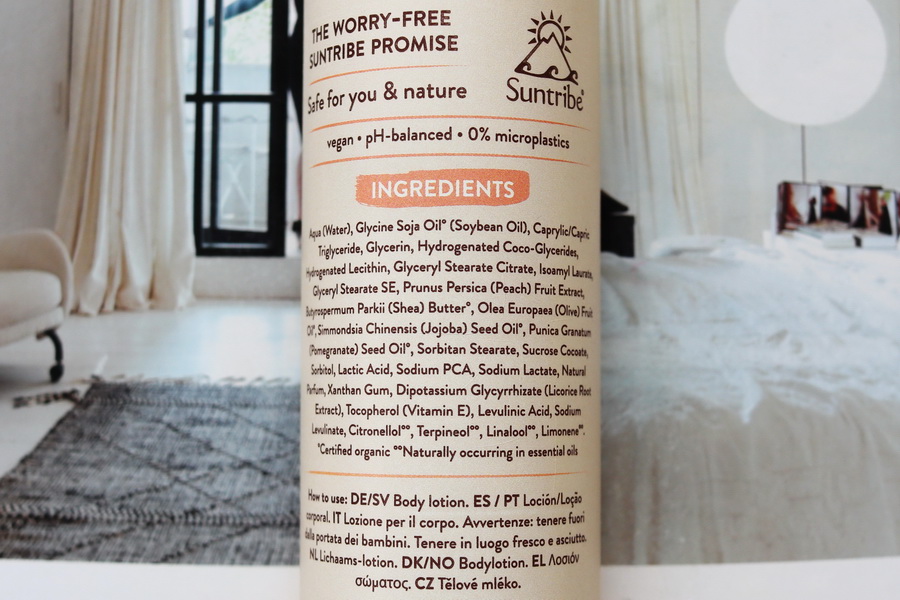 THE WORRY-FREE
SUNTRIBE PROMISE
Suntribe®
Safe for you & nature
vegan • pH-balanced • 0% microplastics
INGREDIENTS
Aqua (Water), Glycine Soja Oil° (Soybean Oil), Caprylic/Capric
Triglyceride, Glycerin, Hydrogenated Coco-Glycerides,
Hydrogenated Lecithin, Glyceryl Stearate Citrate, Isoamyl Laurate,
Glyceryl Stearate SE, Prunus Persica (Peach) Fruit Extract,
Butyrospermum Parkii (Shea) Butter°, Olea Europaea (Olive) Fruit
Oil°, Simmondsia Chinensis (Jojoba) Seed Oil°, Punica Granatum
(Pomegranate) Seed Oil°, Sorbitan Stearate, Sucrose Cocoate,
Sorbitol, Lactic Acid, Sodium PCA, Sodium Lactate, Natural
Parfum, Xanthan Gum, Dipotassium Glycyrrhizate (Licorice Root
Extract), Tocopherol (Vitamin E), Levulinic Acid, Sodium
Levulinate, Citronellol°°, Terpineol°°, Linalool°°, Limonene°°.
°Certified organic °°Naturally occurring in essential oils
How to use: DE/SV Body lotion. ES / PT Loción/Loção
corporal. IT Lozione per il corpo. Avvertenze: tenere fuori
dalla portata dei bambini. Tenere in luogo fresco e asciutto.
NL Lichaams-lotion. DK/NO Bodylotion. EL Λοσιόν
σώματος. CZ Tělové mléko.